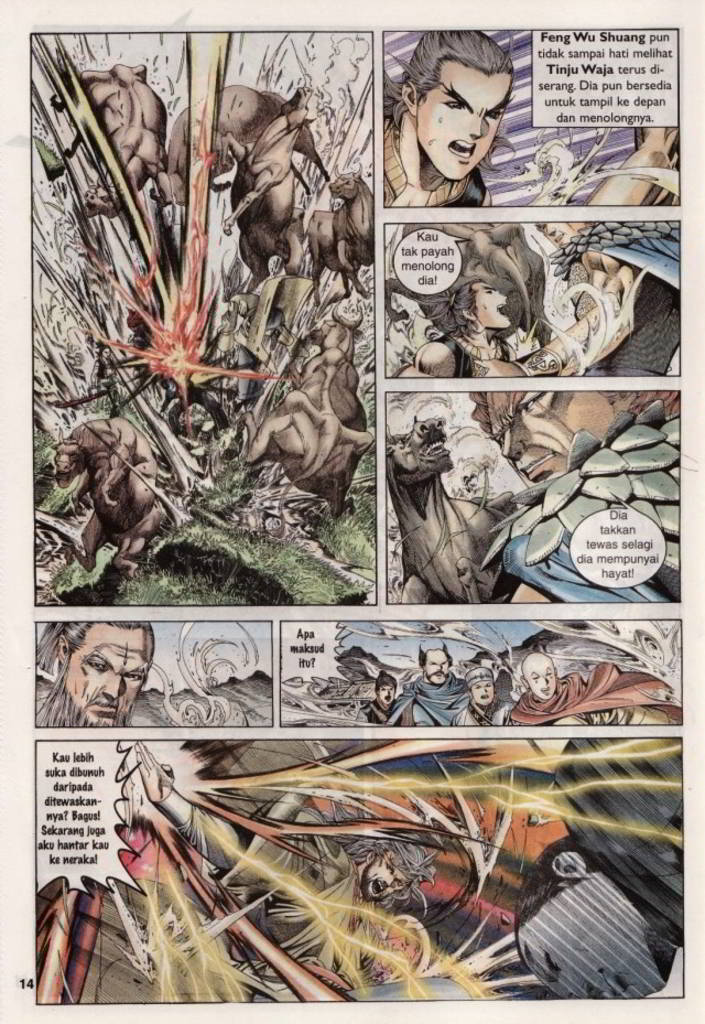 Feng Wu Shuang pun
tidak sampai hati melihat
Tinju Waja terus di-
serang. Dia pun bersedia
untuk tampil ke depan
dan menolongnya.
Kau
tak payah
menolong
dia!
Dia
takkan
tewas selagi
dia mempunyai
hayat!
Apa
maksud
itu?
Kau lebih
suka dibunuh
daripada
ditewaskan-
nya? Bagus!
Sekarang juga
aku hantar kau
ke neraka!
14